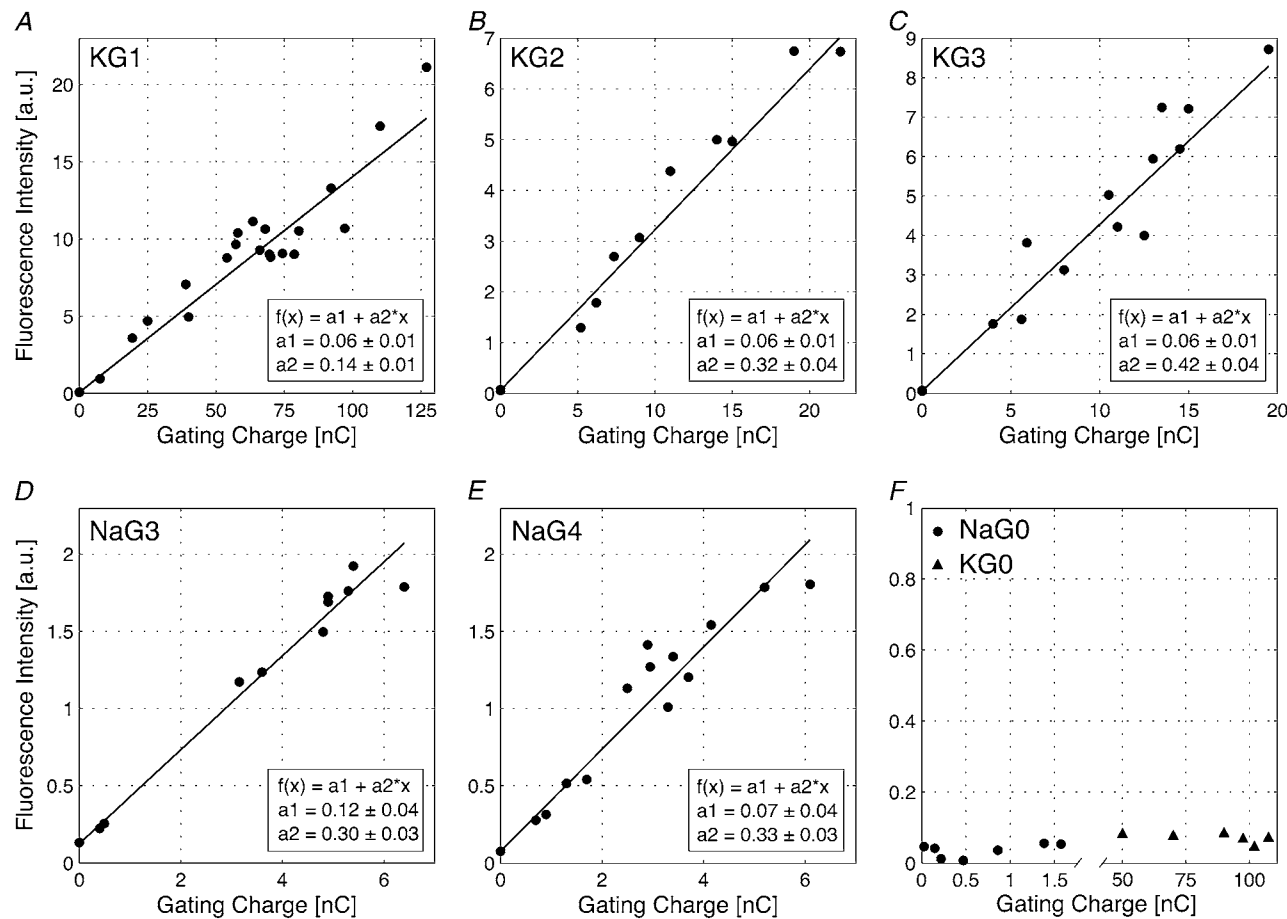 A
KG1
Fluorescence Intensity [a.u.]
20
15
10
5
0
f(x) = a1 + a2*x
a1 = 0.06 ± 0.01
a2 = 0.14 ± 0.01
0 25 50 75 100 125
Gating Charge [nC]
B
KG2
7
6
5
4
3
2
1
0
f(x) = a1 + a2*x
a1 = 0.06 ± 0.01
a2 = 0.32 ± 0.04
0 5 10 15 20
Gating Charge [nC]
C
KG3
9
8
7
6
5
4
3
2
1
0
f(x) = a1 + a2*x
a1 = 0.06 ± 0.01
a2 = 0.42 ± 0.04
0 5 10 15 20
Gating Charge [nC]
D
NaG3
Fluorescence Intensity [a.u.]
2
1.5
1
0.5
0
f(x) = a1 + a2*x
a1 = 0.12 ± 0.04
a2 = 0.30 ± 0.03
0 2 4 6
Gating Charge [nC]
E
NaG4
2
1.5
1
0.5
0
f(x) = a1 + a2*x
a1 = 0.07 ± 0.04
a2 = 0.33 ± 0.03
0 2 4 6
Gating Charge [nC]
F
NaG0
KG0
1
0.8
0.6
0.4
0.2
0
0 0.5 1 1.5 50 75 100
Gating Charge [nC]